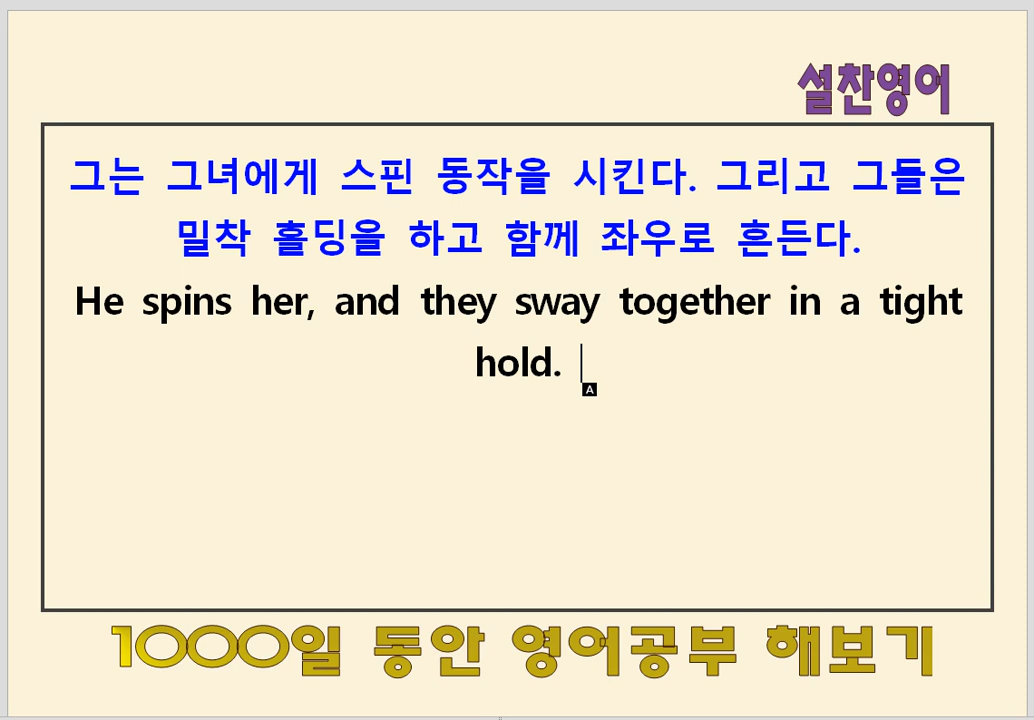 설찬영어
그는 그녀에게 스핀 동작을 시킨다. 그리고 그들은
밀착 홀딩을 하고 함께 좌우로 흔든다.
He spins her, and they sway together in a tight
hold.
A
1000일 동안 영어공부 해보기